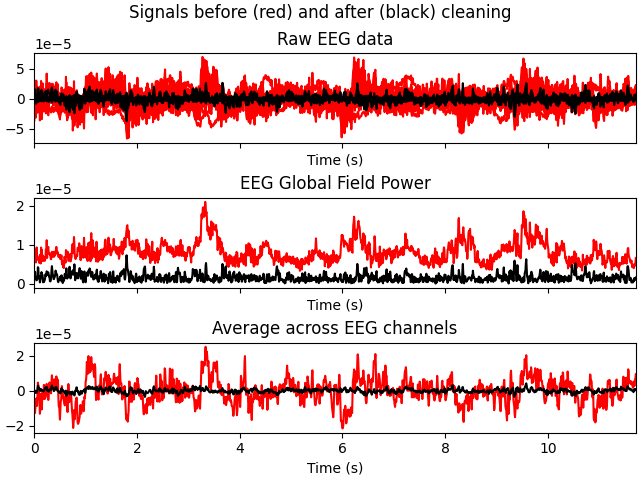 Signals before (red) and after (black) cleaning
Raw EEG data
1e−5
5
0
−5
Time (s)
EEG Global Field Power
1e−5
2
1
0
Time (s)
Average across EEG channels
1e−5
2
0
−2
0 2 4 6 8 10
Time (s)